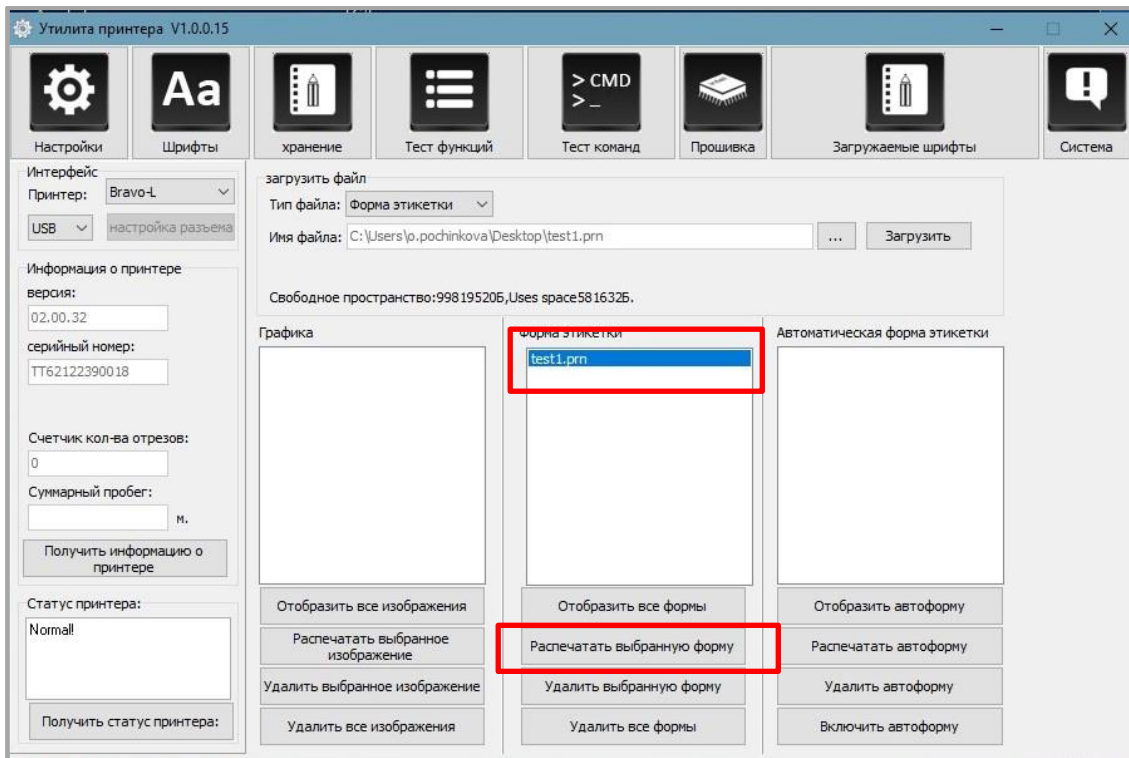 Утилита принтера V1.0.0.15
Aa
> CMD
>_
Настройки
Шрифты
хранение
Тест функций
Тест команд
Прошивка
Загружаемые шрифты
Система
Интерфейс
Принтер: Bravo-L
USB
настройка разъема
Информация о принтере
версия:
02.00.32
серийный номер:
TT62122390018
Счетчик кол-ва отрезов:
0
Суммарный пробег:
м.
Получить информацию о
принтере
Статус принтера:
Normal!
Получить статус принтера:
загрузить файл
Тип файла: Форма этикетки
Имя файла: C:\Users\o.pochinkova\Desktop\test1.prn
...
Загрузить
Свободное пространство:99819520Б,Uses space581632Б.
Графика
Отобразить все изображения
Распечатать выбранное
изображение
Удалить выбранное изображение
Удалить все изображения
Форма этикетки
test1.prn
Отобразить все формы
Распечатать выбранную форму
Удалить выбранную форму
Удалить все формы
Автоматическая форма этикетки
Отобразить автоформу
Распечатать автоформу
Удалить автоформу
Включить автоформу